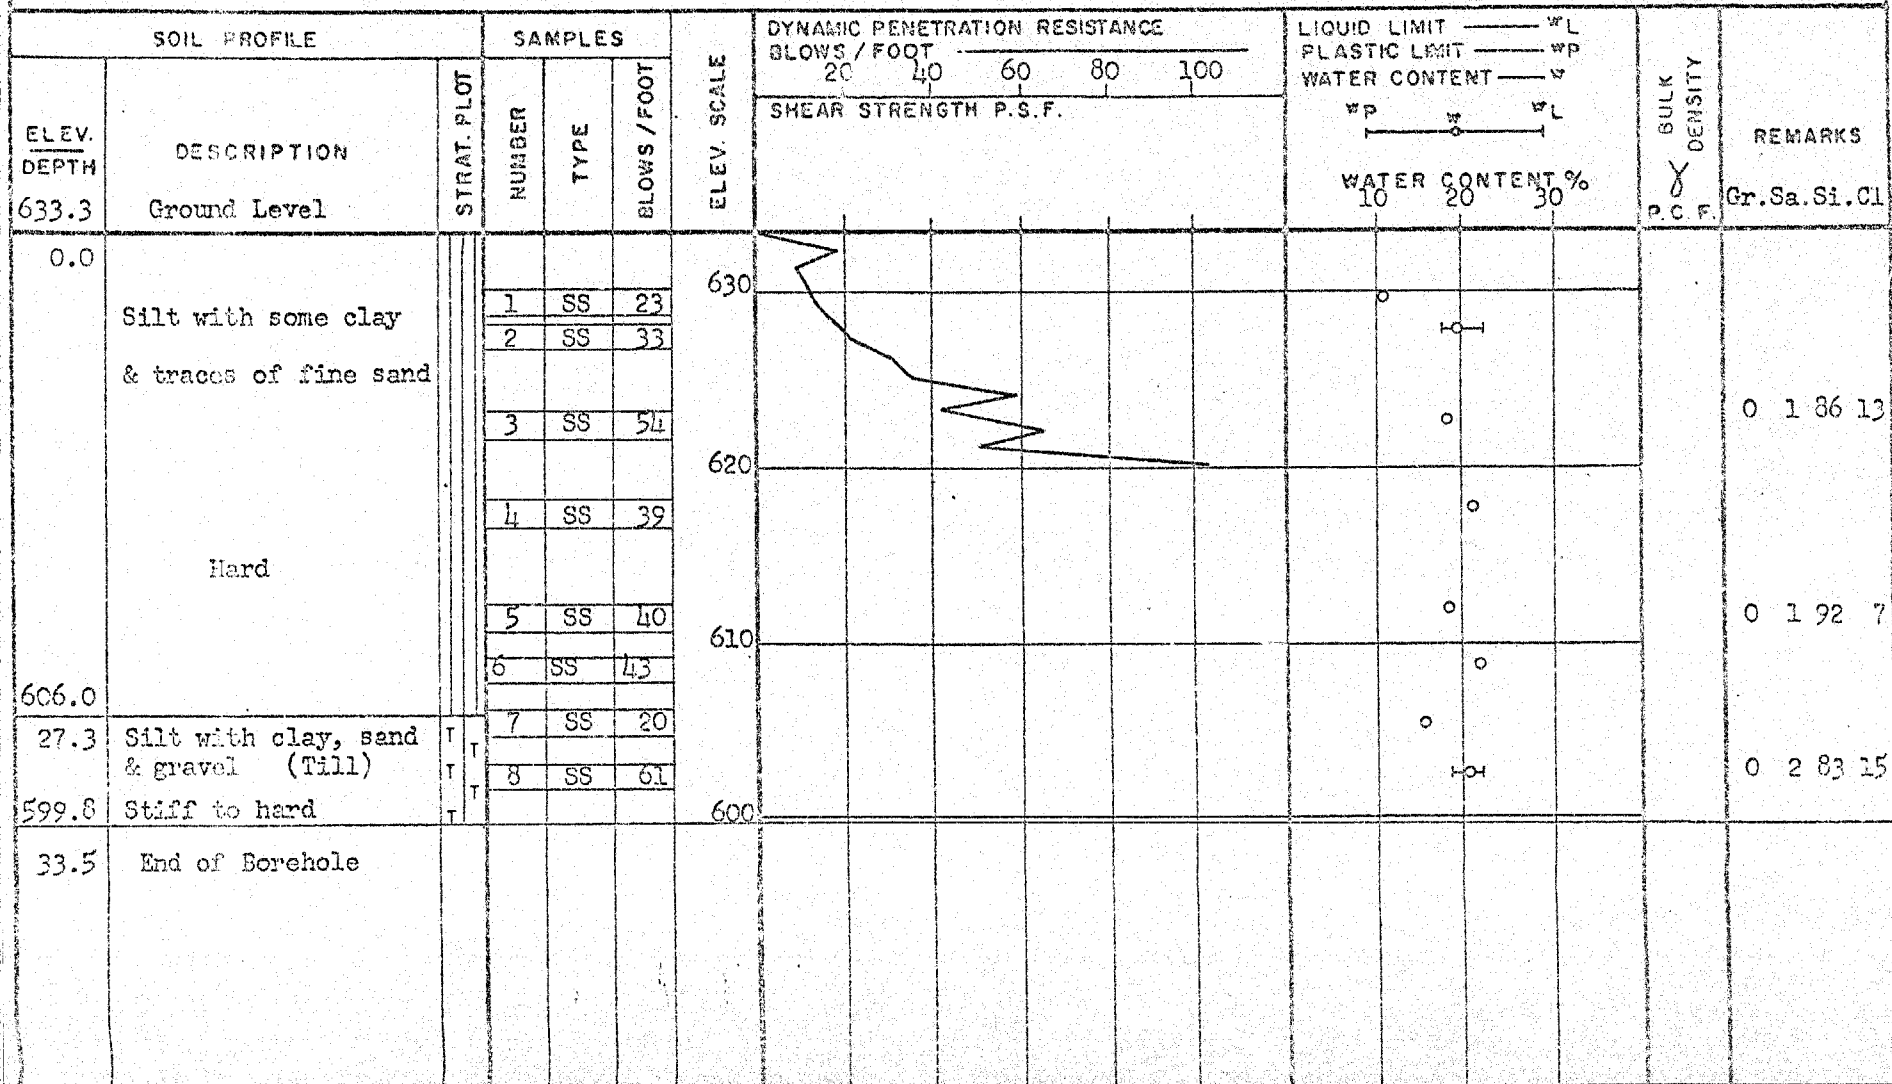 SOIL PROFILE
SAMPLES
ELEV. SCALE
DYNAMIC PENETRATION RESISTANCE
BLOWS / FOOT
20 40 60 80 100
SHEAR STRENGTH P.S.F.
LIQUID LIMIT wL
PLASTIC LIMIT wP
WATER CONTENT w
wP w wL
WATER CONTENT %
10 20 30
BULK DENSITY
γ
P.C.F.
REMARKS
Gr.Sa.Si.Cl
ELEV.
DEPTH
DESCRIPTION
STRAT. PLOT
NUMBER
TYPE
BLOWS / FOOT
633.3 Ground Level
0.0
630
1 SS 23
Silt with some clay
2 SS 33
& traces of fine sand
0 1 86 13
3 SS 54
620
4 SS 39
Hard
5 SS 40
0 1 92 7
610
6 SS 43
606.0
7 SS 20
27.3 Silt with clay, sand
& gravel (Till)
T T T T T
8 SS 61
0 2 83 15
599.8 Stiff to hard
600
33.5 End of Borehole